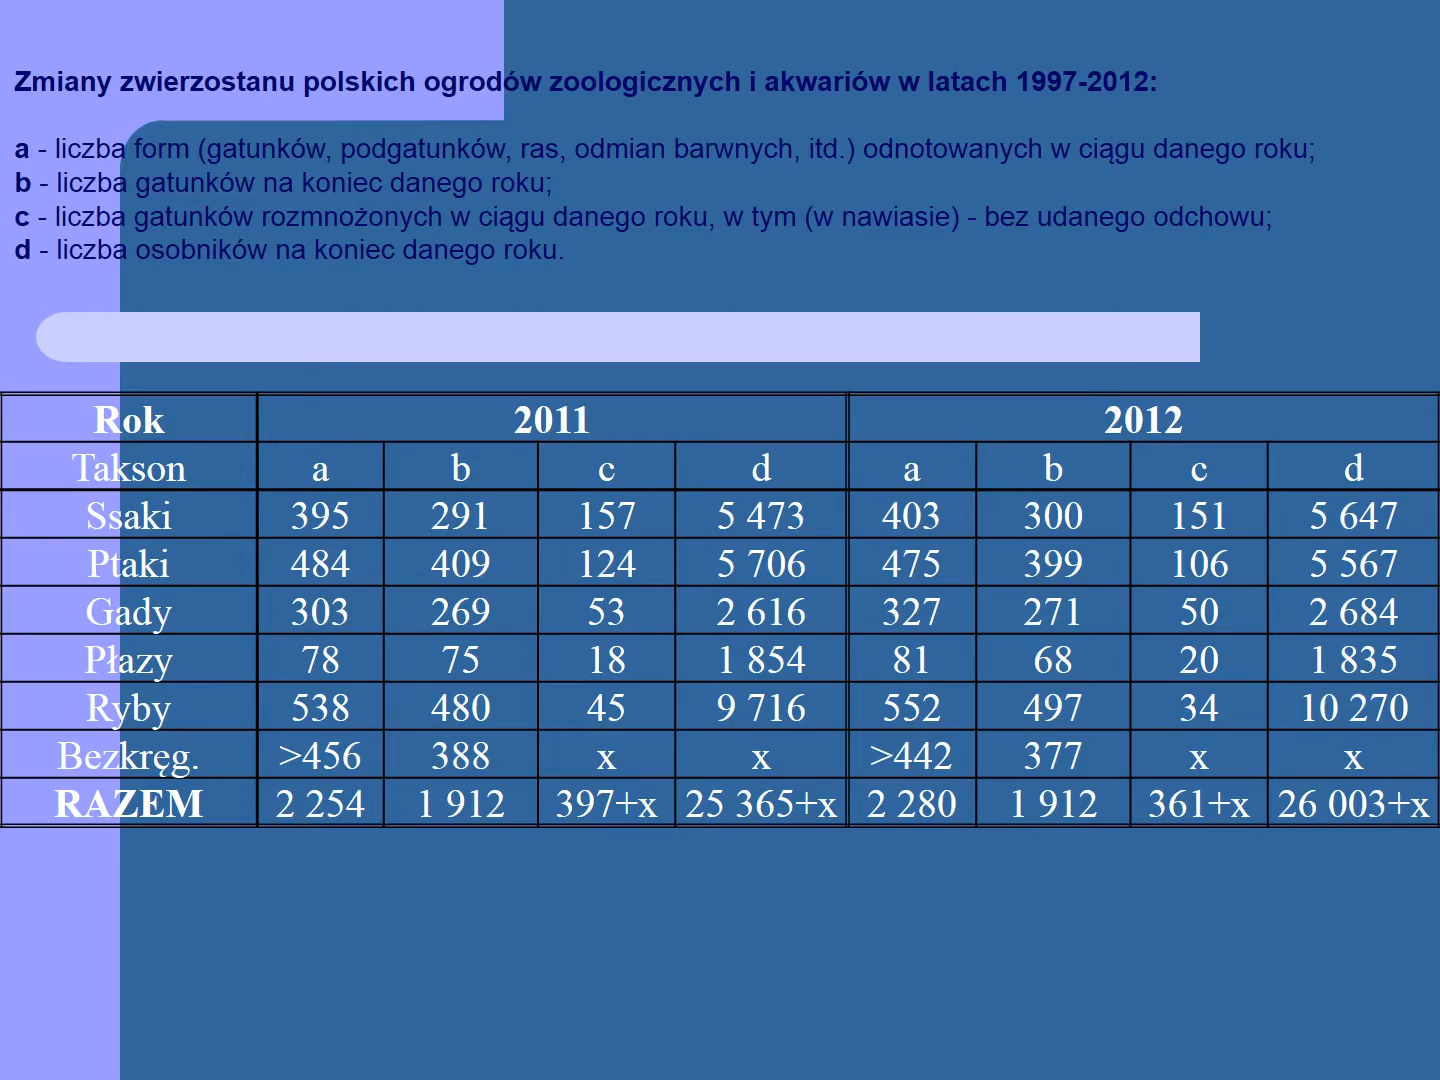 Zmiany zwierzostanu polskich ogrodów zoologicznych i akwariów w latach 1997-2012:
a - liczba form (gatunków, podgatunków, ras, odmian barwnych, itd.) odnotowanych w ciągu danego roku;
b - liczba gatunków na koniec danego roku;
c - liczba gatunków rozmnożonych w ciągu danego roku, w tym (w nawiasie) - bez udanego odchowu;
d - liczba osobników na koniec danego roku.
Rok 2011 2012
Takson a b c d a b c d
Ssaki 395 291 157 5 473 403 300 151 5 647
Ptaki 484 409 124 5 706 475 399 106 5 567
Gady 303 269 53 2 616 327 271 50 2 684
Płazy 78 75 18 1 854 81 68 20 1 835
Ryby 538 480 45 9 716 552 497 34 10 270
Bezkręg. >456 388 x x >442 377 x x
RAZEM 2 254 1 912 397+x 25 365+x 2 280 1 912 361+x 26 003+x